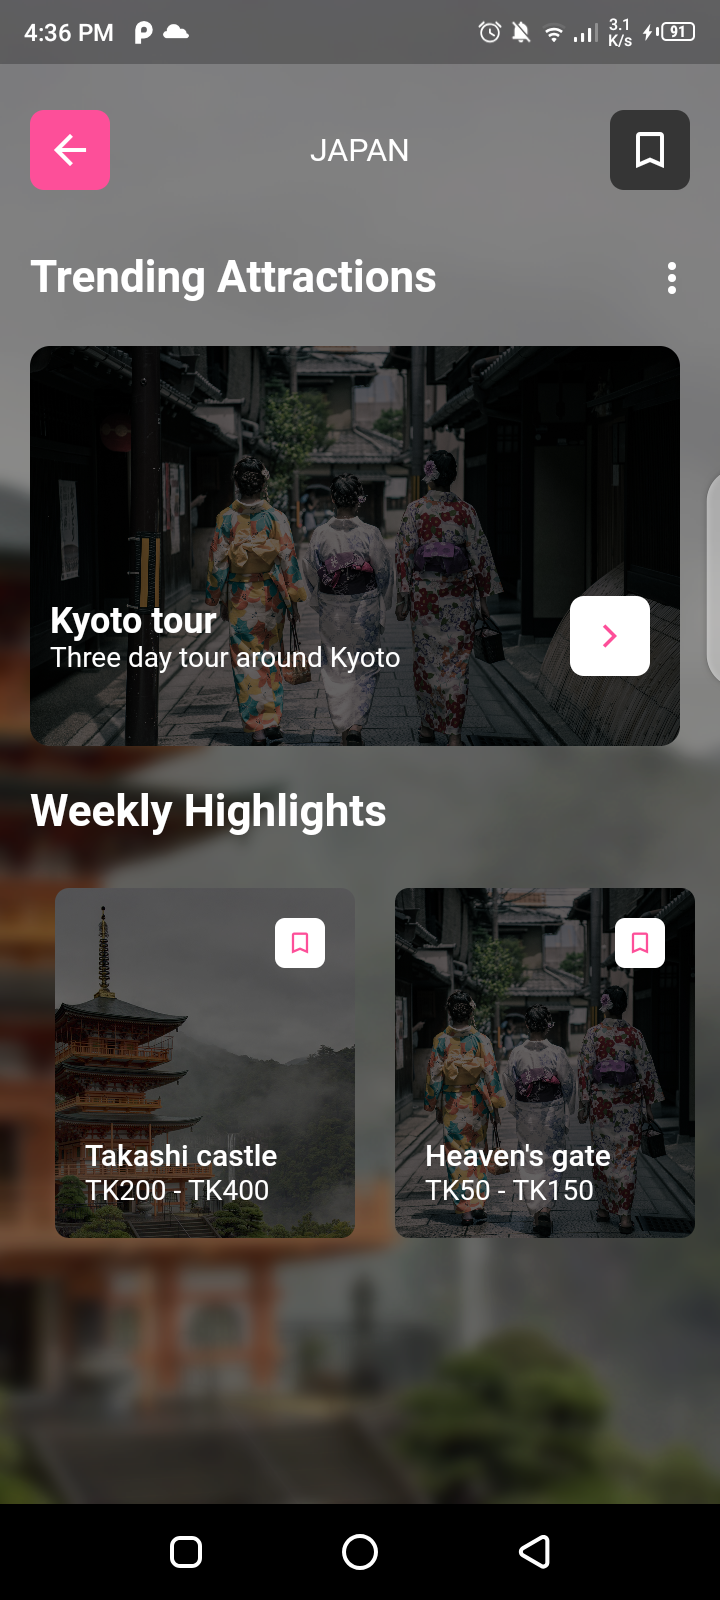 4:36 PM
3.1
K/s
91
JAPAN
Trending Attractions
Kyoto tour
Three day tour around Kyoto
Weekly Highlights
Takashi castle
TK200 - TK400
Heaven's gate
TK50 - TK150